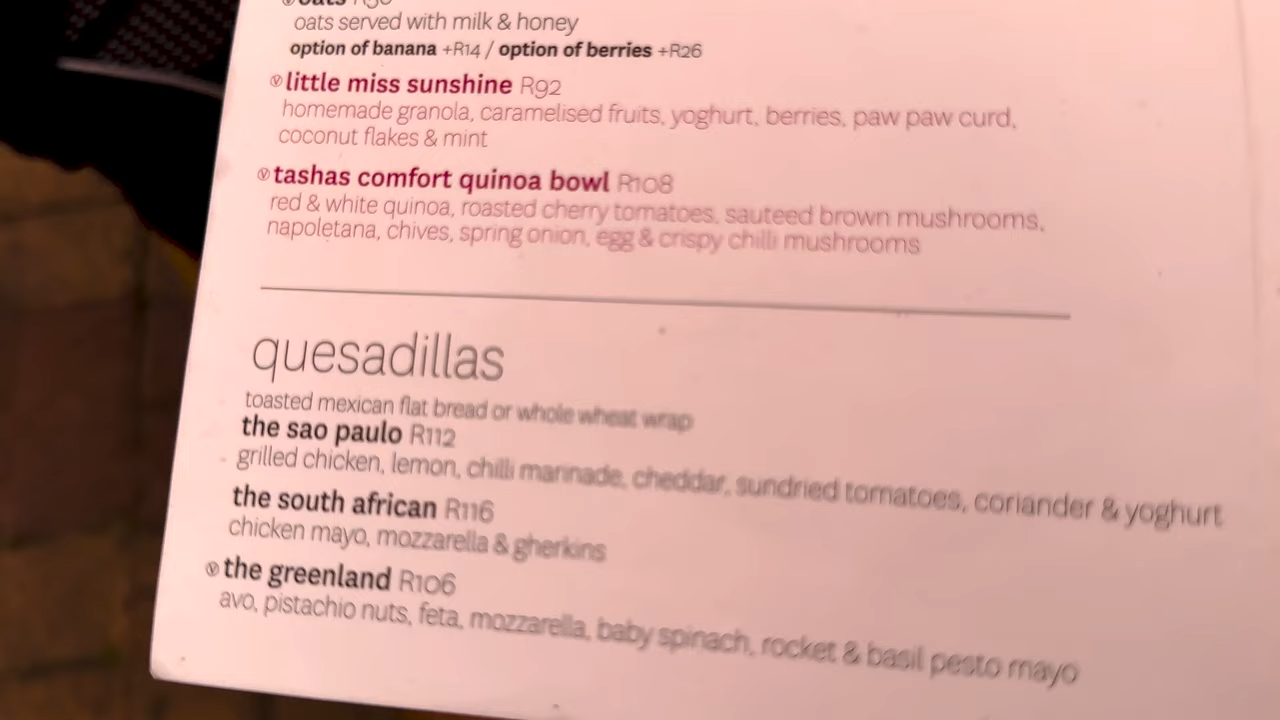 oats R56
oats served with milk & honey
option of banana +R14 / option of berries +R26
Ⓥ little miss sunshine R92
homemade granola, caramelised fruits, yoghurt, berries, paw paw curd,
coconut flakes & mint
Ⓥ tashas comfort quinoa bowl R108
red & white quinoa, roasted cherry tomatoes, sauteed brown mushrooms,
napoletana, chives, spring onion, egg & crispy chilli mushrooms
quesadillas
toasted mexican flat bread or whole wheat wrap
the sao paulo R112
grilled chicken, lemon, chilli marinade, cheddar, sundried tomatoes, coriander & yoghurt
the south african R116
chicken mayo, mozzarella & gherkins
Ⓥ the greenland R106
avo, pistachio nuts, feta, mozzarella, baby spinach, rocket & basil pesto mayo